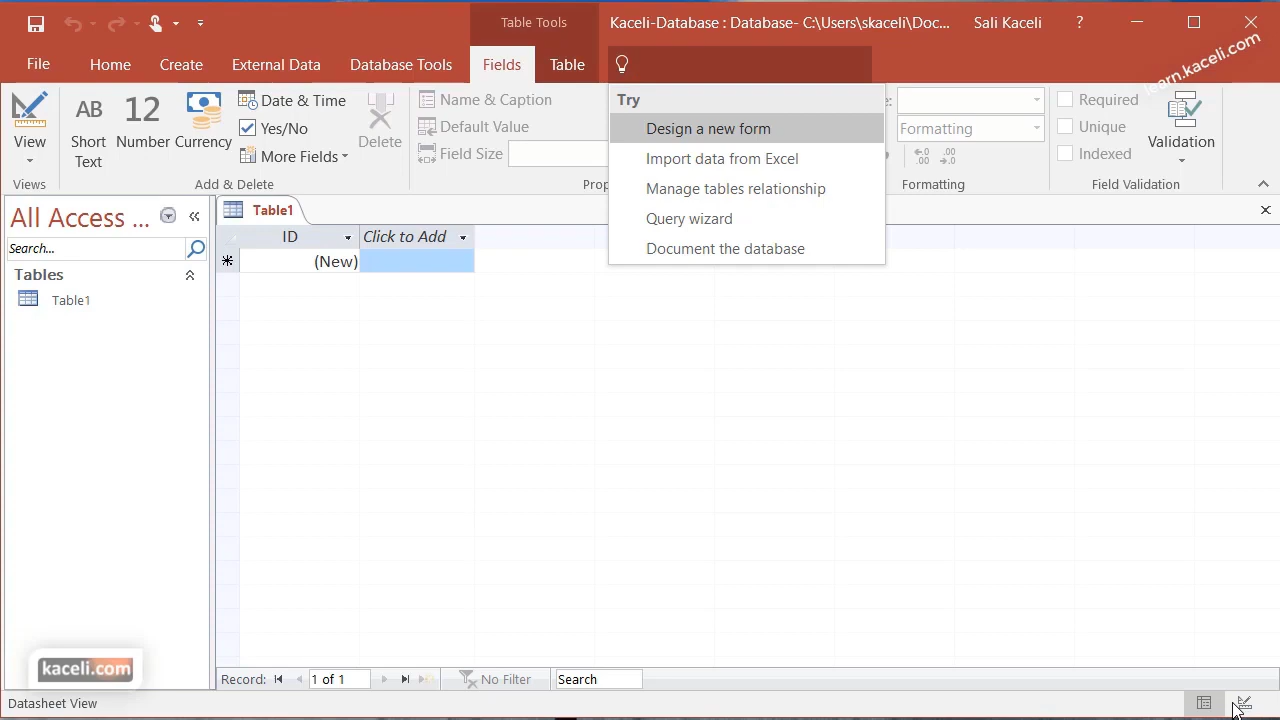 Table Tools
Kaceli-Database : Database- C:\Users\skaceli\Doc...
Sali Kaceli
?
learn.kaceli.com
File
Home
Create
External Data
Database Tools
Fields
Table
View
AB
Short
Text
12
Number
Currency
Date & Time
Yes/No
More Fields
Delete
Name & Caption
Default Value
Field Size
Formatting
Required
Unique
Indexed
Validation
Views
Add & Delete
Formatting
Field Validation
Try
Design a new form
Import data from Excel
Manage tables relationship
Query wizard
Document the database
All Access ...
Search...
Tables
Table1
Table1
ID
Click to Add
(New)
kaceli.com
Record:
1 of 1
No Filter
Search
Datasheet View